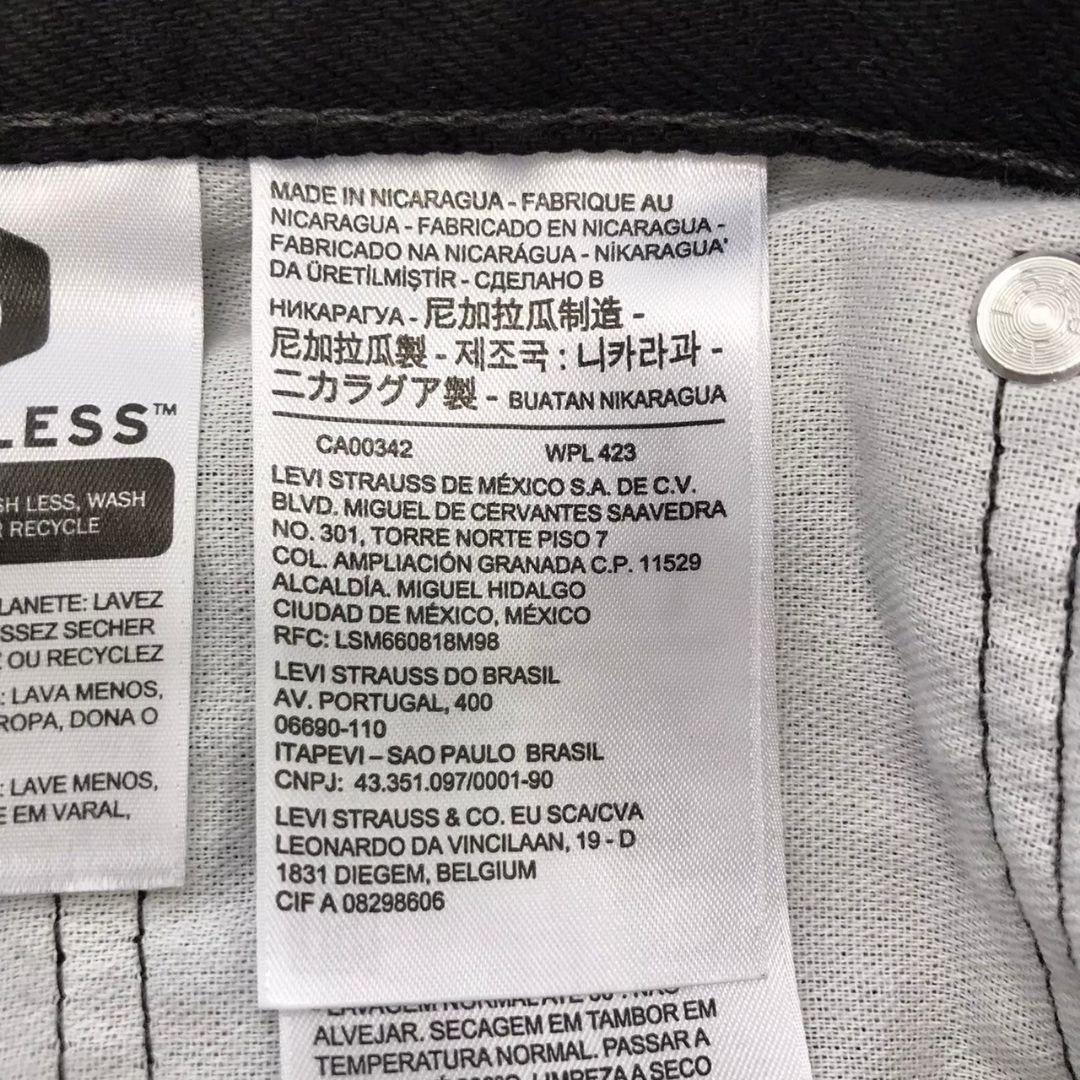 LESS™
SH LESS, WASH
RECYCLE
LANETE: LAVEZ
SSEZ SECHER
OU RECYCLEZ
: LAVA MENOS,
ROPA, DONA O
: LAVE MENOS,
E EM VARAL,
MADE IN NICARAGUA - FABRIQUE AU
NICARAGUA - FABRICADO EN NICARAGUA -
FABRICADO NA NICARÁGUA - NİKARAGUA'
DA ÜRETİLMİŞTİR - СДЕЛАНО В
НИКАРАГУА - 尼加拉瓜制造 -
尼加拉瓜製 - 제조국 : 니카라과 -
ニカラグア製 - BUATAN NIKARAGUA
CA00342 WPL 423
LEVI STRAUSS DE MÉXICO S.A. DE C.V.
BLVD. MIGUEL DE CERVANTES SAAVEDRA
NO. 301, TORRE NORTE PISO 7
COL. AMPLIACIÓN GRANADA C.P. 11529
ALCALDÍA. MIGUEL HIDALGO
CIUDAD DE MÉXICO, MÉXICO
RFC: LSM660818M98
LEVI STRAUSS DO BRASIL
AV. PORTUGAL, 400
06690-110
ITAPEVI – SAO PAULO BRASIL
CNPJ: 43.351.097/0001-90
LEVI STRAUSS & CO. EU SCA/CVA
LEONARDO DA VINCILAAN, 19 - D
1831 DIEGEM, BELGIUM
CIF A 08298606
LAVAGEM NORMAL ATE
ALVEJAR. SECAGEM EM TAMBOR EM
TEMPERATURA NORMAL. PASSAR A
LIMPEZA A SECO